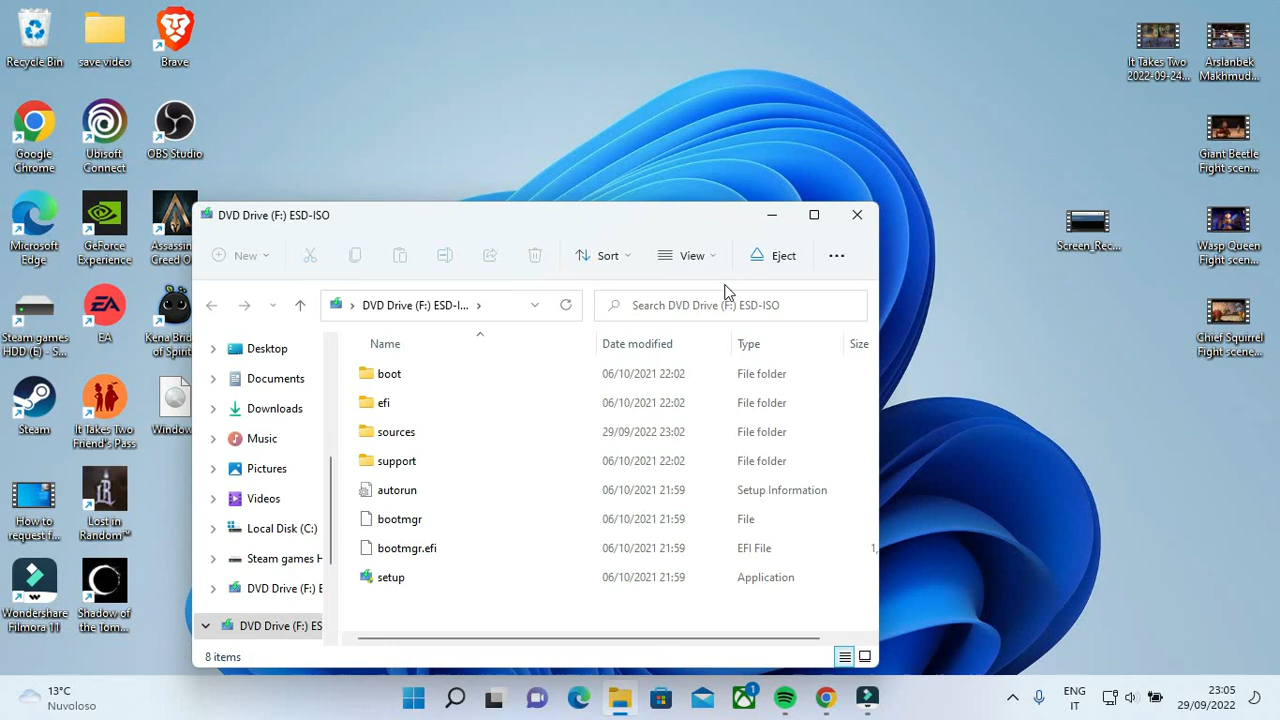 Recycle Bin
save video
Brave
Google
Chrome
Ubisoft
Connect
OBS Studio
Microsoft
Edge
GeForce
Experience
Assassin
Creed O
Steam games
HDD (E) - S...
EA
Kena Brid
of Spirit
Steam
It Takes Two
Friend's Pass
Window
How to
request f...
Lost in
Random™
Wondershare
Filmora 11
Shadow of
the Tom...
It Takes Two
2022-09-24...
Arslanbek
Makhmud...
Giant Beetle
Fight scen...
Screen_Rec...
Wasp Queen
Fight scen...
Chief Squirrel
Fight scene...
DVD Drive (F:) ESD-ISO
New
Sort
View
Eject
DVD Drive (F:) ESD-I...
Search DVD Drive (F:) ESD-ISO
Name Date modified Type Size
boot 06/10/2021 22:02 File folder
efi 06/10/2021 22:02 File folder
sources 29/09/2022 23:02 File folder
support 06/10/2021 22:02 File folder
autorun 06/10/2021 21:59 Setup Information
bootmgr 06/10/2021 21:59 File
bootmgr.efi 06/10/2021 21:59 EFI File 1,
setup 06/10/2021 21:59 Application
Desktop
Documents
Downloads
Music
Pictures
Videos
Local Disk (C:)
Steam games H
DVD Drive (F:) E
DVD Drive (F:) ES
8 items
13°C
Nuvoloso
1
ENG
IT
23:05
29/09/2022